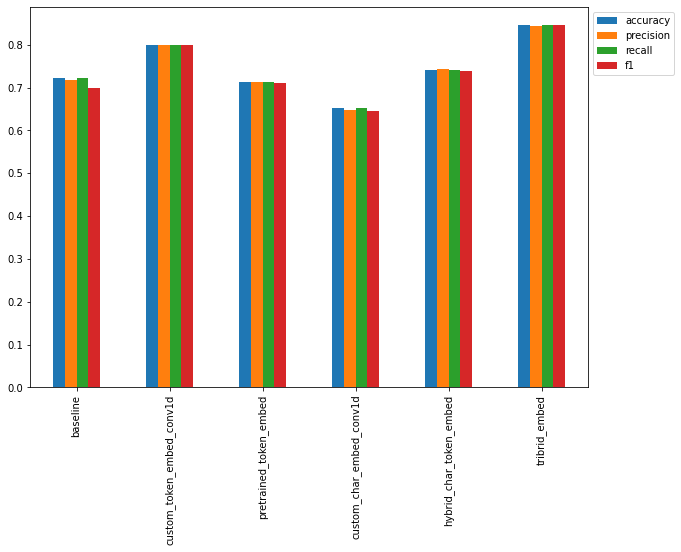 accuracy
precision
recall
f1
0.8
0.7
0.6
0.5
0.4
0.3
0.2
0.1
0.0
baseline
custom_token_embed_conv1d
pretrained_token_embed
custom_char_embed_conv1d
hybrid_char_token_embed
tribrid_embed